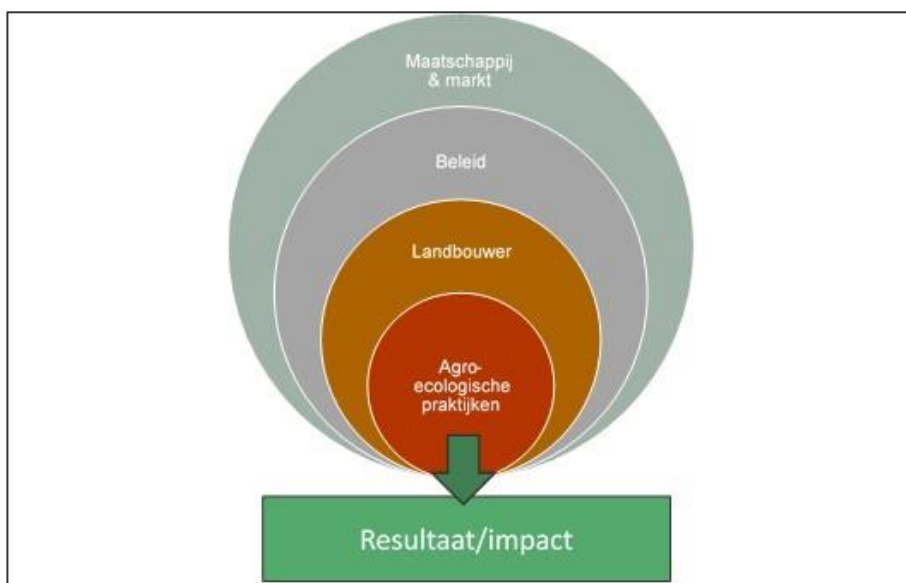 Maatschappij
& markt
Beleid
Landbouwer
Agro-
ecologische
praktijken
Resultaat/impact